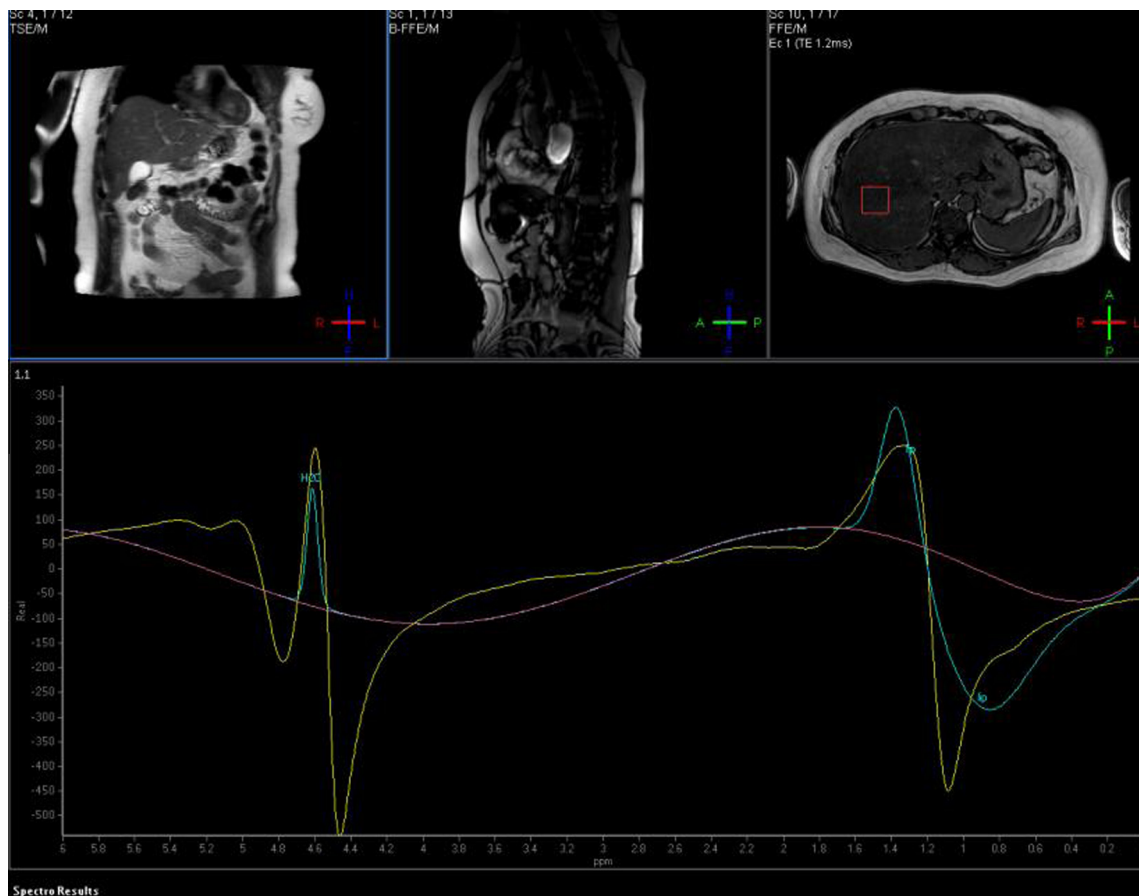 Sc 4, 1 / 12
TSE/M
Sc 1, 1 / 13
B-FFE/M
Sc 10, 1 / 17
FFE/M
Ec 1 (TE 1.2ms)
H
R L
F
H
A P
F
A
R L
P
1.1
350
300
250
200
150
100
50
0
-50
-100
-150
-200
-250
-300
-350
-400
-450
-500
Real
H2O
lip
lip
6 5.8 5.6 5.4 5.2 5 4.8 4.6 4.4 4.2 4 3.8 3.6 3.4 3.2 3 2.8 2.6 2.4 2.2 2 1.8 1.6 1.4 1.2 1 0.8 0.6 0.4 0.2
ppm
Spectro Results